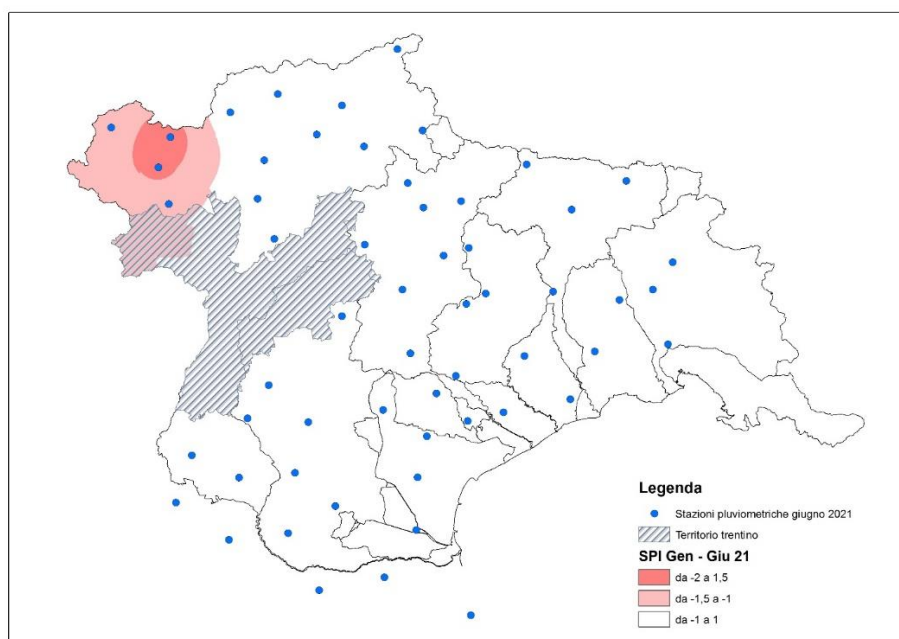 Legenda
Stazioni pluviometriche giugno 2021
Territorio trentino
SPI Gen - Giu 21
da -2 a 1,5
da -1,5 a -1
da -1 a 1